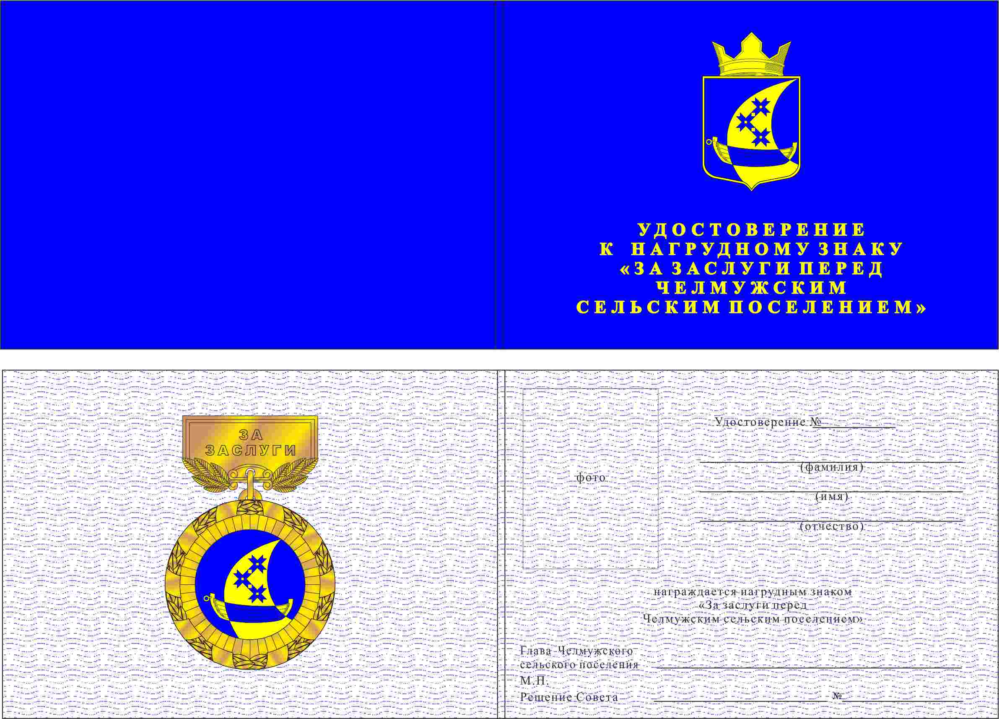 УДОСТОВЕРЕНИЕ
К НАГРУДНОМУ ЗНАКУ
«ЗА ЗАСЛУГИ ПЕРЕД
ЧЕЛМУЖСКИМ
СЕЛЬСКИМ ПОСЕЛЕНИЕМ»
ЗА
ЗАСЛУГИ
фото
Удостоверение №
(фамилия)
(имя)
(отчество)
награждается нагрудным знаком
«За заслуги перед
Челмужским сельским поселением»
Глава Челмужского
сельского поселения
М.П.
Решение Совета №